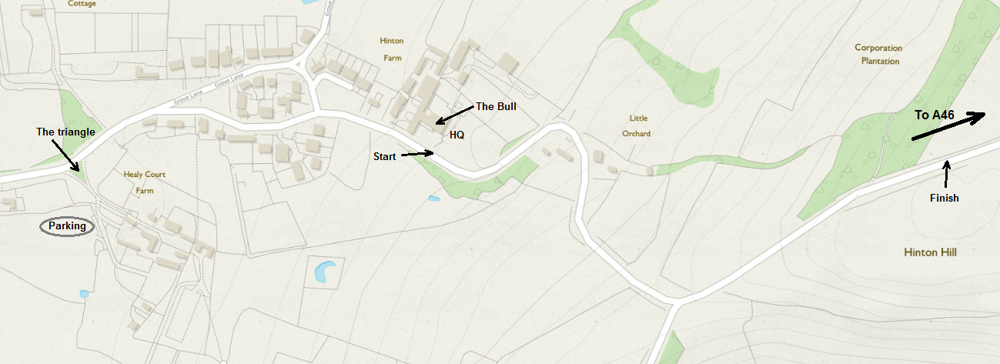 Cottage
Grove
Hinton
Farm
Corporation
Plantation
Grove Lane
Grove Lane
The Bull
To A46
Little
Orchard
The triangle
HQ
Start
Healy Court
Farm
Finish
Parking
Hinton Hill